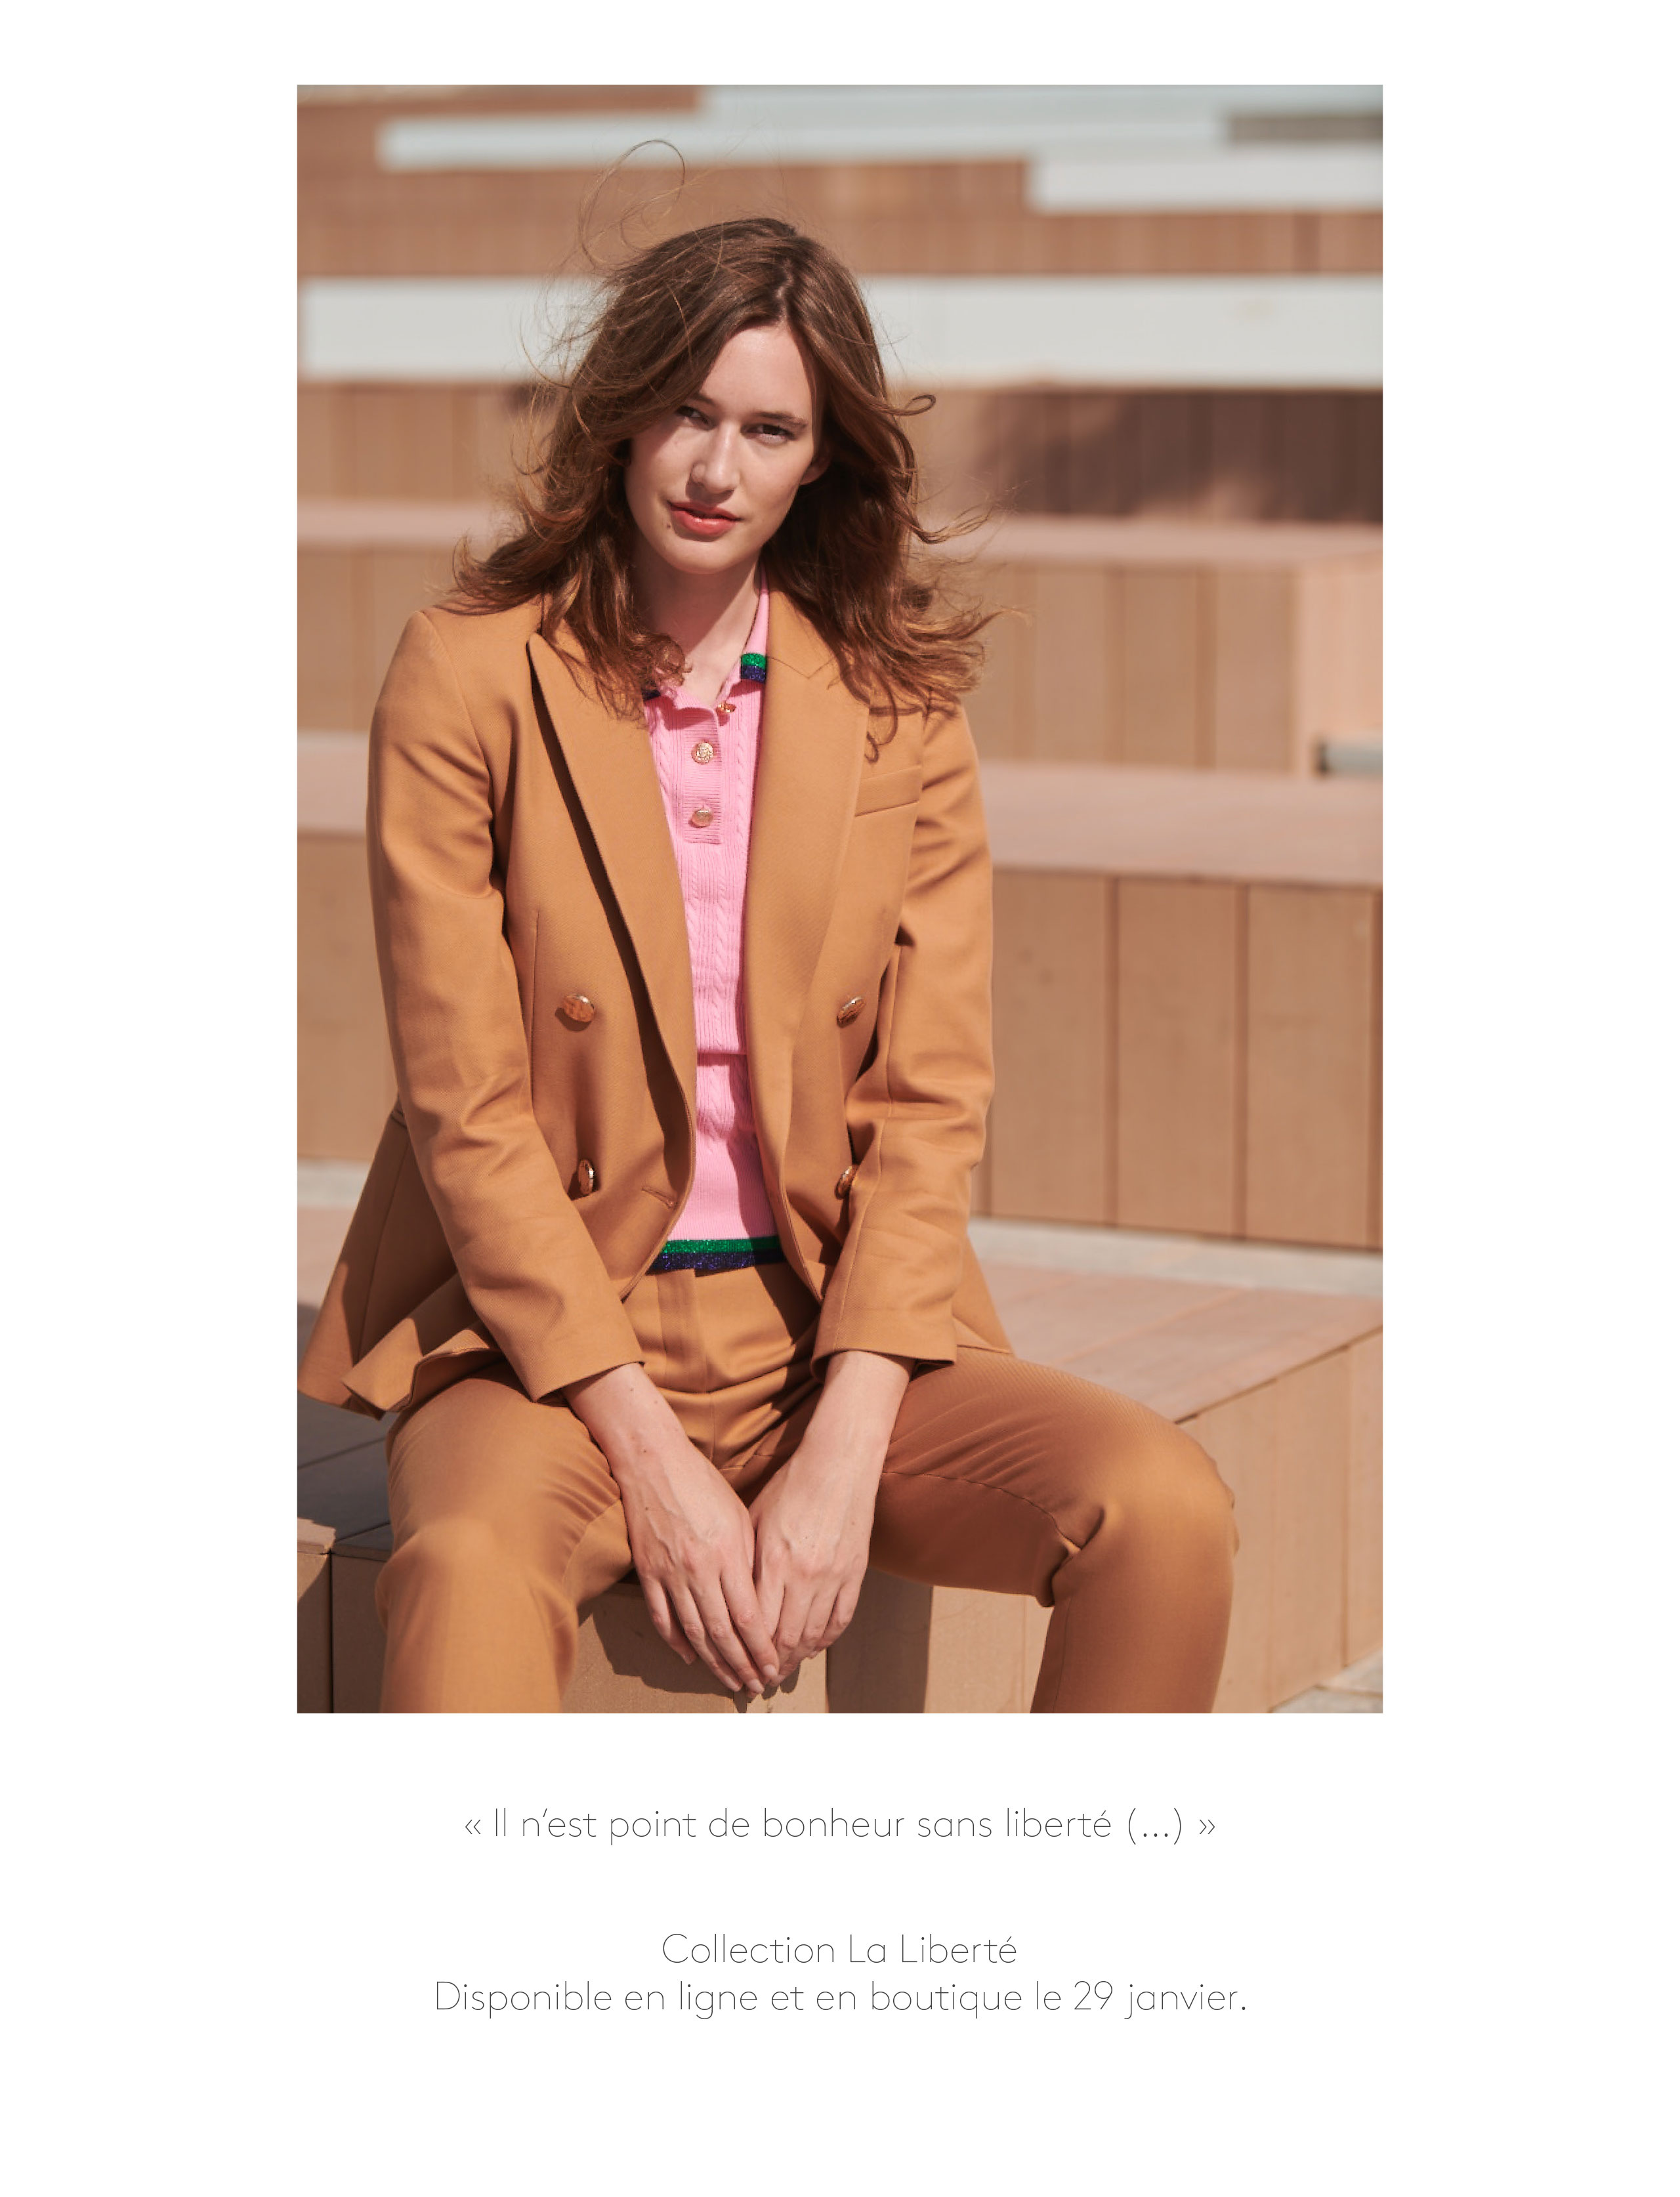 « Il n’est point de bonheur sans liberté (...) »
Collection La Liberté
Disponible en ligne et en boutique le 29 janvier.